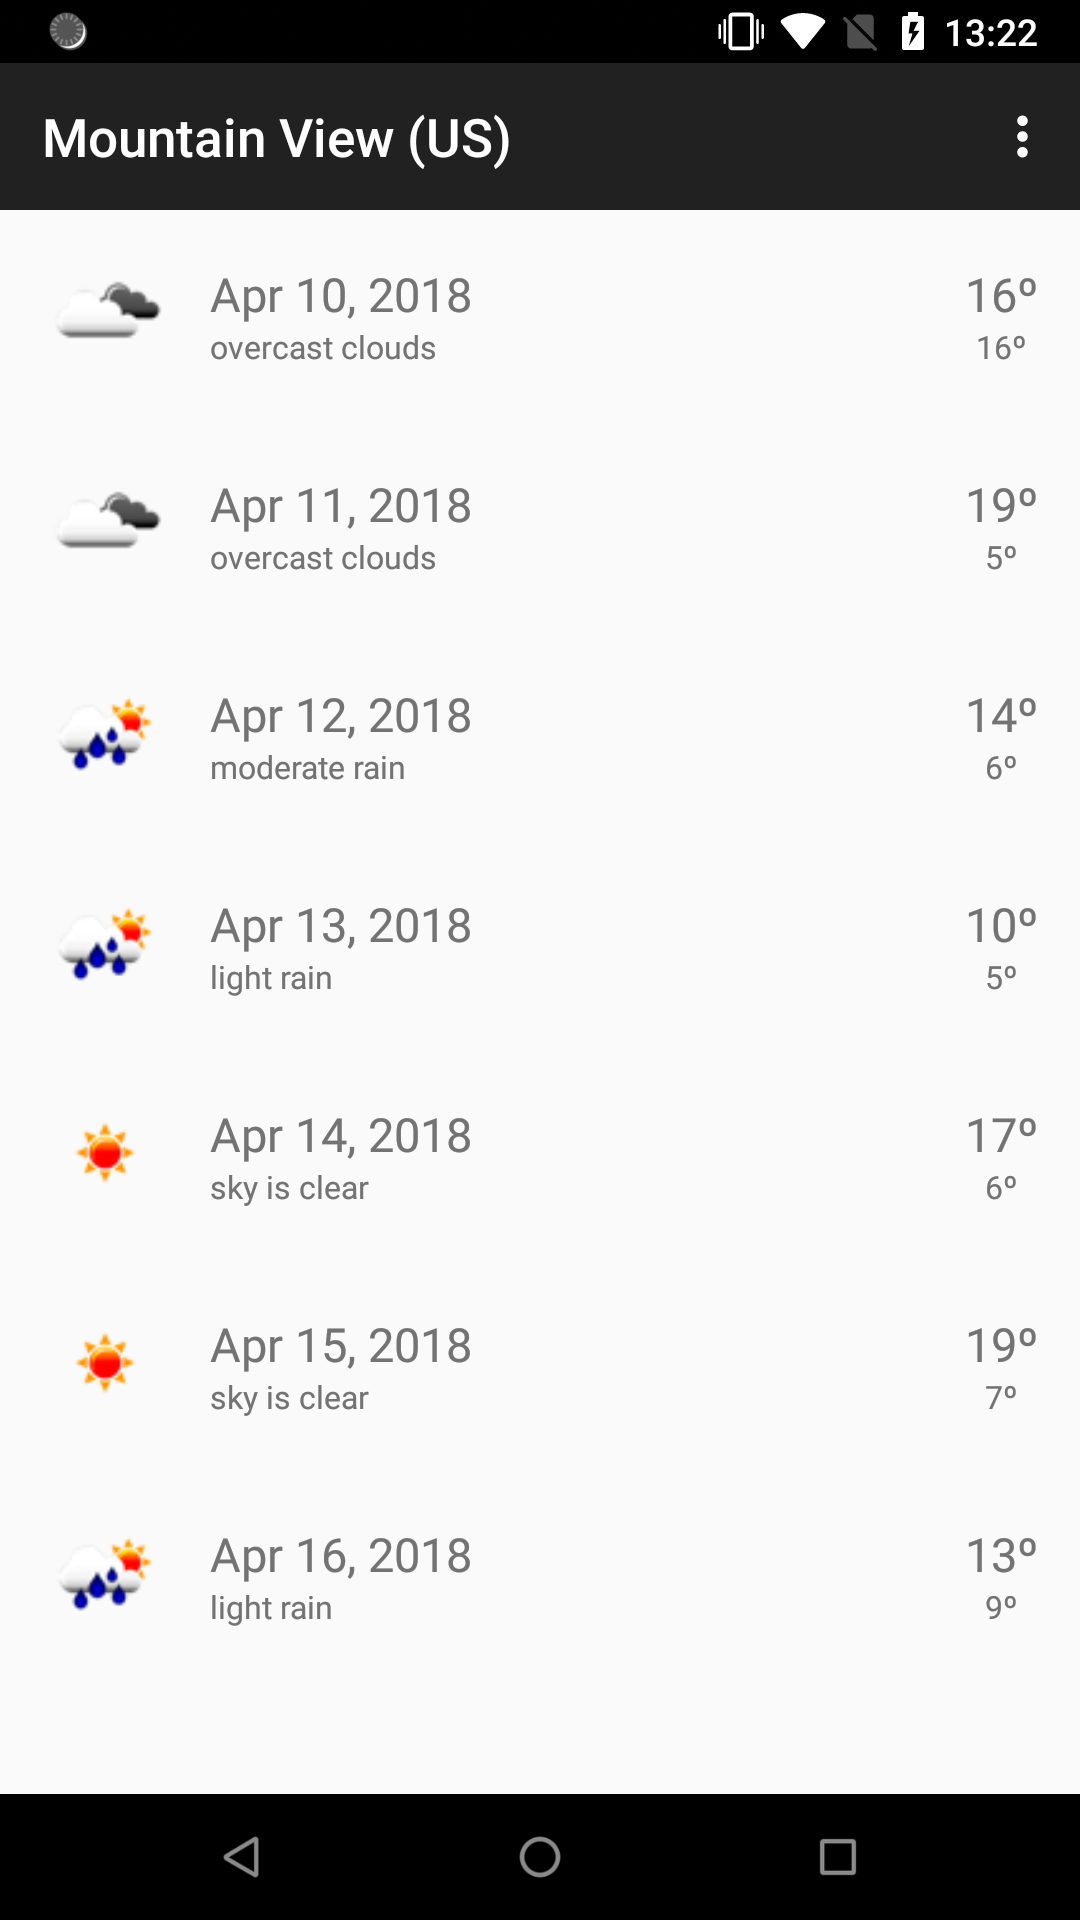 13:22
Mountain View (US)
Apr 10, 2018 16º
overcast clouds 16º
Apr 11, 2018 19º
overcast clouds 5º
Apr 12, 2018 14º
moderate rain 6º
Apr 13, 2018 10º
light rain 5º
Apr 14, 2018 17º
sky is clear 6º
Apr 15, 2018 19º
sky is clear 7º
Apr 16, 2018 13º
light rain 9º